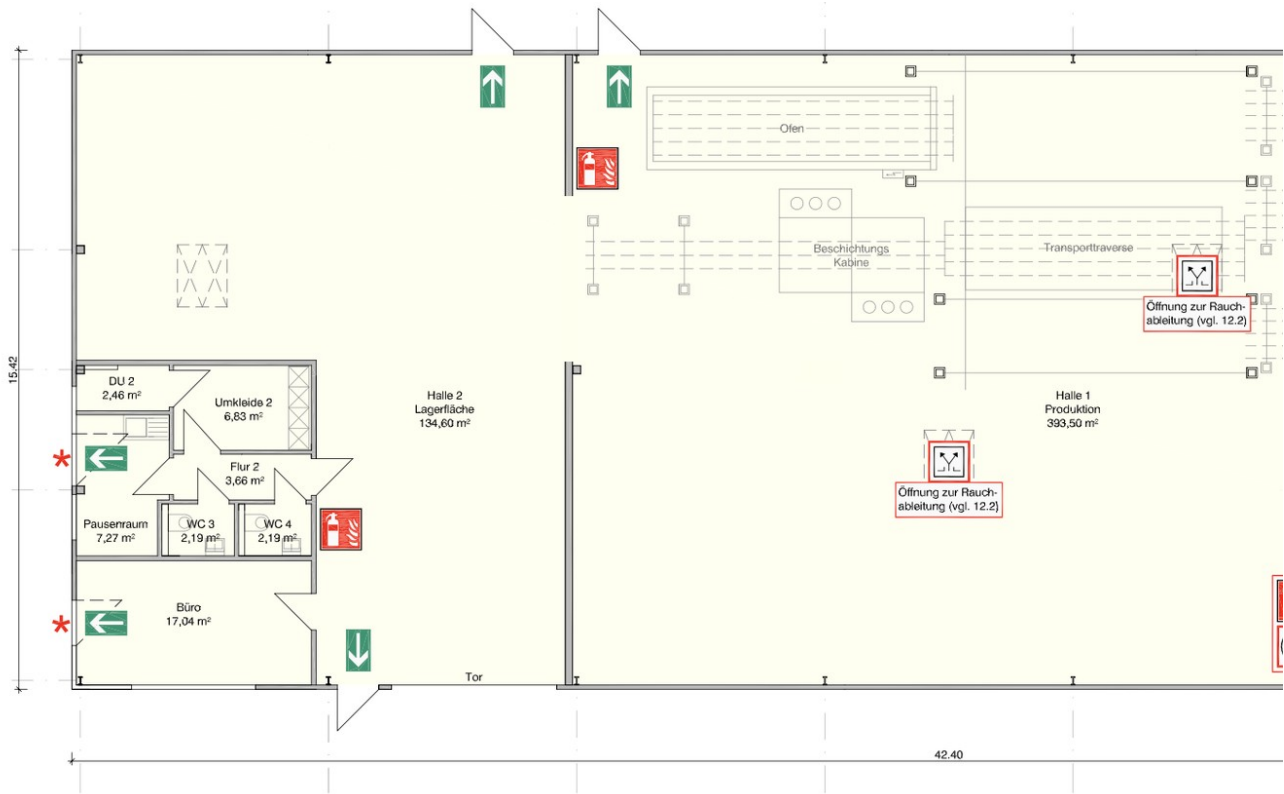 Ofen
Beschichtungs
Kabine
Transporttraverse
Öffnung zur Rauch-
ableitung (vgl. 12.2)
15.42
DU 2
2,46 m²
Umkleide 2
6,83 m²
Halle 2
Lagerfläche
134,60 m²
Halle 1
Produktion
393,50 m²
Flur 2
3,66 m²
Öffnung zur Rauch-
ableitung (vgl. 12.2)
Pausenraum
7,27 m²
WC 3
2,19 m²
WC 4
2,19 m²
*
*
Büro
17,04 m²
Tor
42.40